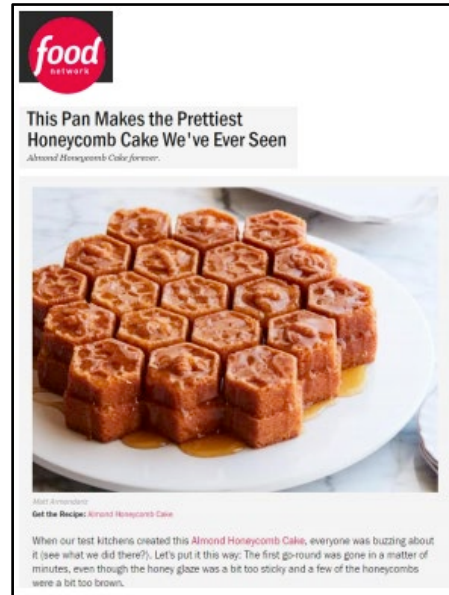 food
network
This Pan Makes the Prettiest
Honeycomb Cake We've Ever Seen
Almond Honeycomb Cake forever.
Matt Armendariz
Get the Recipe: Almond Honeycomb Cake
When our test kitchens created this Almond Honeycomb Cake, everyone was buzzing about
it (see what we did there?). Let's put it this way: The first go-round was gone in a matter of
minutes, even though the honey glaze was a bit too sticky and a few of the honeycombs
were a bit too brown.